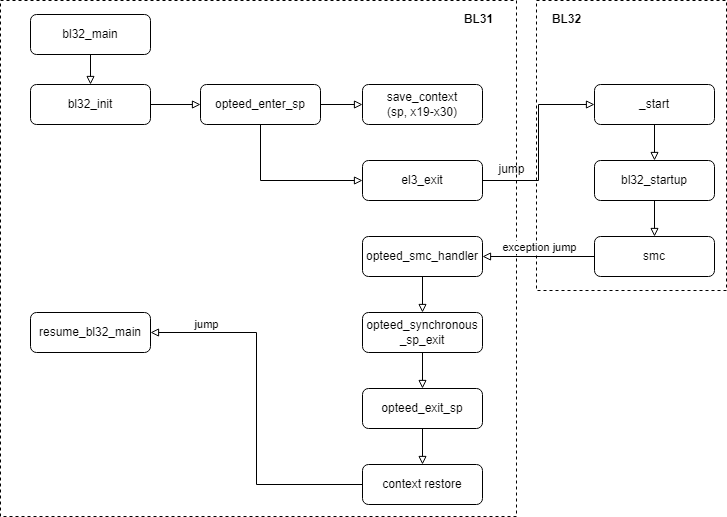 BL31
BL32
bl32_main
bl32_init
opteed_enter_sp
save_context
(sp, x19-x30)
_start
el3_exit
jump
bl32_startup
opteed_smc_handler
exception jump
smc
resume_bl32_main
jump
opteed_synchronous
_sp_exit
opteed_exit_sp
context restore